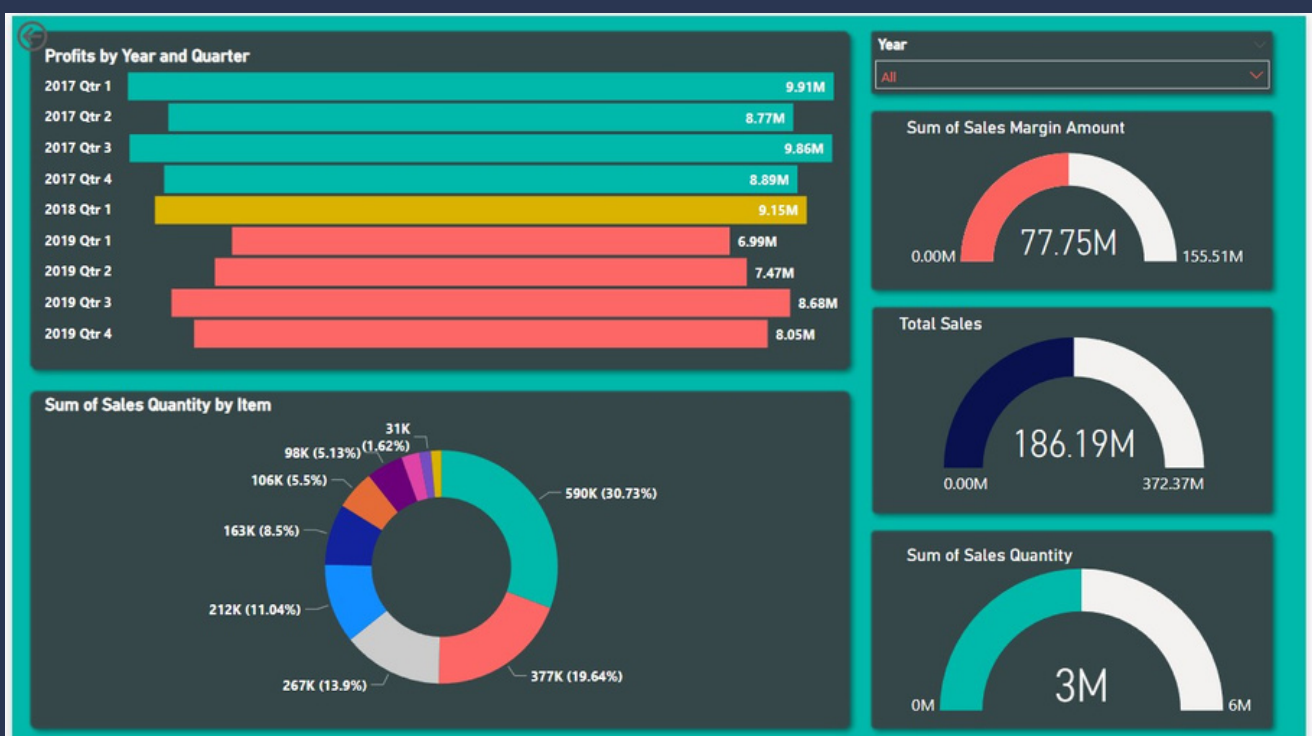 Profits by Year and Quarter
2017 Qtr 1 9.91M
2017 Qtr 2 8.77M
2017 Qtr 3 9.86M
2017 Qtr 4 8.89M
2018 Qtr 1 9.15M
2019 Qtr 1 6.99M
2019 Qtr 2 7.47M
2019 Qtr 3 8.68M
2019 Qtr 4 8.05M
Year
All
Sum of Sales Margin Amount
77.75M
0.00M 155.51M
Total Sales
186.19M
0.00M 372.37M
Sum of Sales Quantity by Item
31K
(1.62%)
98K (5.13%)
106K (5.5%)
590K (30.73%)
163K (8.5%)
212K (11.04%)
377K (19.64%)
267K (13.9%)
Sum of Sales Quantity
3M
0M 6M